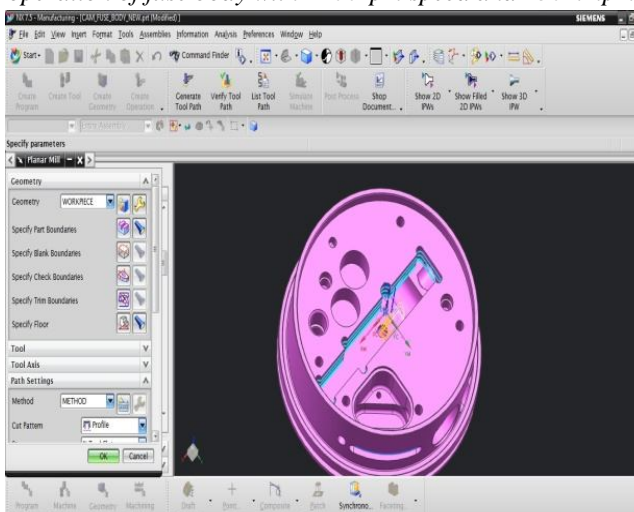 NX 7.5 - Manufacturing - [CAM_FUSE_BODY_NEW.prt (Modified) ]
SIEMENS
File Edit View Insert Format Tools Assemblies Information Analysis Preferences Window Help
Start Command Finder
Create Program Create Tool Create Geometry Create Operation Generate Tool Path Verify Tool Path List Tool Path Simulate Machine Post Process Shop Document... Show 2D IPWs Show Filled 2D IPWs Show 3D IPW
Entire Assembly
Specify parameters
Planar Mill
Geometry
Geometry WORKPIECE
Specify Part Boundaries
Specify Blank Boundaries
Specify Check Boundaries
Specify Trim Boundaries
Specify Floor
Tool
Tool Axis
Path Settings
Method METHOD
Cut Pattern Profile
OK Cancel
Program Machine Geometry Machining Draft Point... Composite Patch Synchrono... Facening...